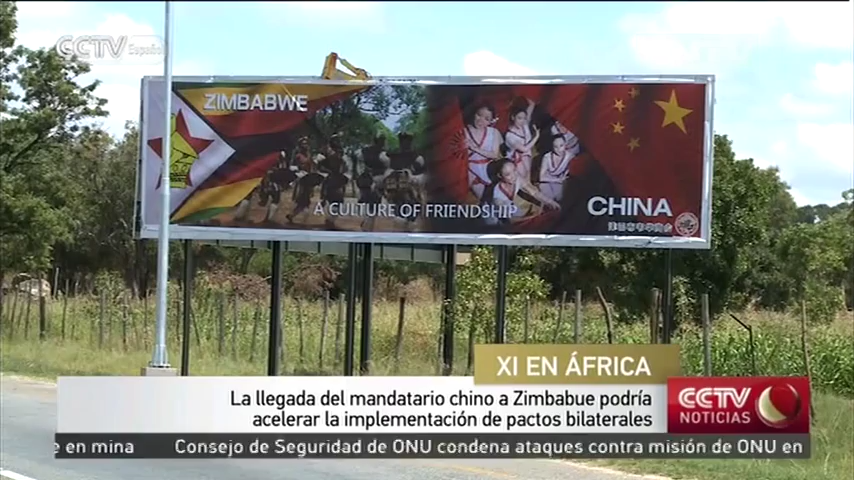 CCTV Español
ZIMBABWE
A CULTURE OF FRIENDSHIP
CHINA
XI EN ÁFRICA
La llegada del mandatario chino a Zimbabue podría
acelerar la implementación de pactos bilaterales
CCTV
NOTICIAS
e en mina Consejo de Seguridad de ONU condena ataques contra misión de ONU en